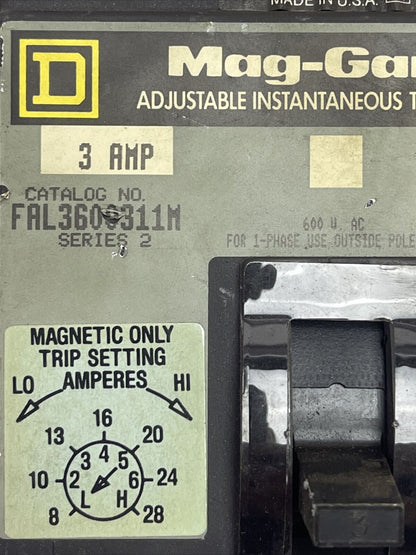 MADE IN U.S.A.
D
Mag-Gar
ADJUSTABLE INSTANTANEOUS T
3 AMP
CATALOG NO.
FAL3600311M
SERIES 2
600 V. AC
FOR 1-PHASE USE OUTSIDE POLE
MAGNETIC ONLY
TRIP SETTING
LO AMPERES HI
16
13 20
3 4 5
10 2 6 24
L H
8 28